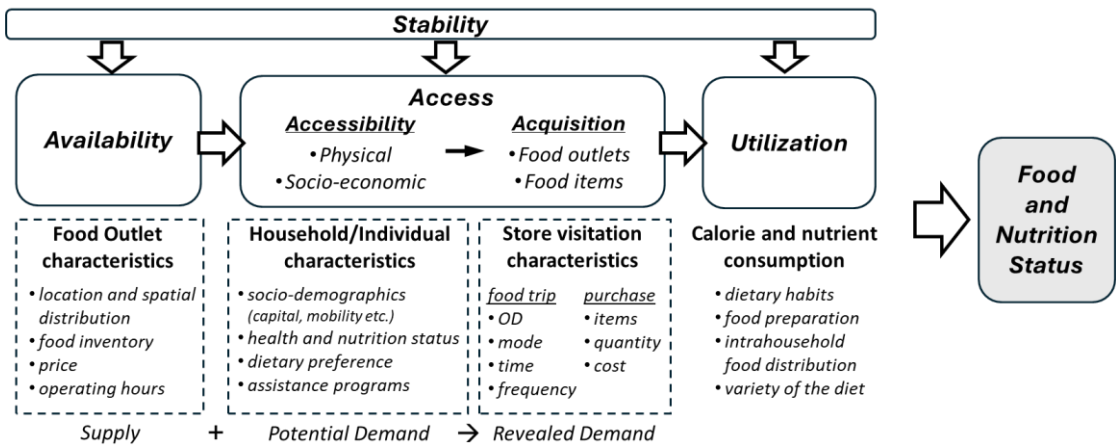 Stability
Availability
Access
Accessibility
• Physical
• Socio-economic
Acquisition
• Food outlets
• Food items
Utilization
Food
and
Nutrition
Status
Food Outlet
characteristics
• location and spatial
distribution
• food inventory
• price
• operating hours
Household/Individual
characteristics
• socio-demographics
(capital, mobility etc.)
• health and nutrition status
• dietary preference
• assistance programs
Store visitation
characteristics
food trip
• OD
• mode
• time
• frequency
purchase
• items
• quantity
• cost
Calorie and nutrient
consumption
• dietary habits
• food preparation
• intrahousehold
food distribution
• variety of the diet
Supply + Potential Demand → Revealed Demand